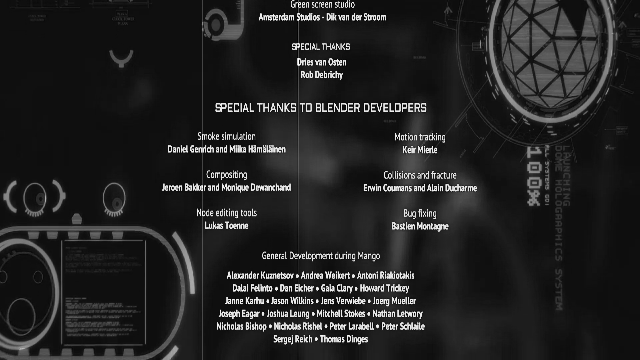 Green screen studio
Amsterdam Studios - Dik van der Stroom
SPECIAL THANKS
Dries van Osten
Rob Debrichy
SPECIAL THANKS TO BLENDER DEVELOPERS
Smoke simulation
Daniel Genrich and Miika Hämäläinen
Motion tracking
Keir Mierle
Compositing
Jeroen Bakker and Monique Dewanchand
Collisions and fracture
Erwin Coumans and Alain Ducharme
Node editing tools
Lukas Toenne
Bug fixing
Bastien Montagne
General Development during Mango
Alexander Kuznetsov • Andrea Weikert • Antoni Riakiotakis
Dalai Felinto • Dan Eicher • Gaia Clary • Howard Trickey
Janne Karhu • Jason Wilkins • Jens Verwiebe • Joerg Mueller
Joseph Eagar • Joshua Leung • Mitchell Stokes • Nathan Letwory
Nicholas Bishop • Nicholas Rishel • Peter Larabell • Peter Schlaile
Sergej Reich • Thomas Dinges
LAUNCHING
DOME HOLOGRAPHICS SYSTEM
ALL SYSTEMS GO!
100%